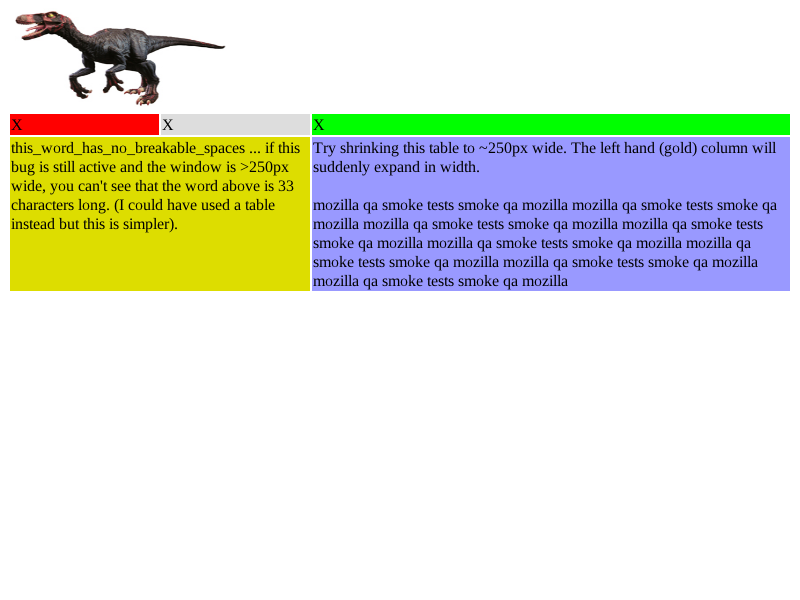 X
X
X
this_word_has_no_breakable_spaces ... if this
bug is still active and the window is >250px
wide, you can't see that the word above is 33
characters long. (I could have used a table
instead but this is simpler).
Try shrinking this table to ~250px wide. The left hand (gold) column will
suddenly expand in width.
mozilla qa smoke tests smoke qa mozilla mozilla qa smoke tests smoke qa
mozilla mozilla qa smoke tests smoke qa mozilla mozilla qa smoke tests
smoke qa mozilla mozilla qa smoke tests smoke qa mozilla mozilla qa
smoke tests smoke qa mozilla mozilla qa smoke tests smoke qa mozilla
mozilla qa smoke tests smoke qa mozilla